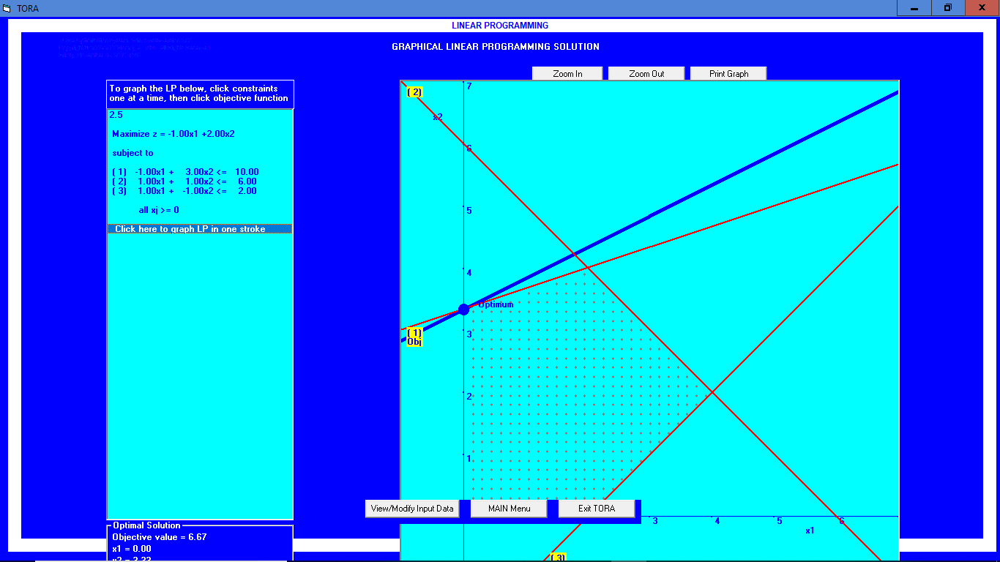 TORA
LINEAR PROGRAMMING
GRAPHICAL LINEAR PROGRAMMING SOLUTION
Zoom In
Zoom Out
Print Graph
To graph the LP below, click constraints
one at a time, then click objective function
2.5
Maximize z = -1.00x1 +2.00x2
subject to
( 1) -1.00x1 + 3.00x2 <= 10.00
( 2) 1.00x1 + 1.00x2 <= 6.00
( 3) 1.00x1 + -1.00x2 <= 2.00
all xj >= 0
Click here to graph LP in one stroke
( 2)
7
x2
6
5
4
Optimum
( 1)
Obj
3
2
1
View/Modify Input Data
MAIN Menu
Exit TORA
3
4
5
6
x1
( 3)
Optimal Solution
Objective value = 6.67
x1 = 0.00
x2 = 3.33